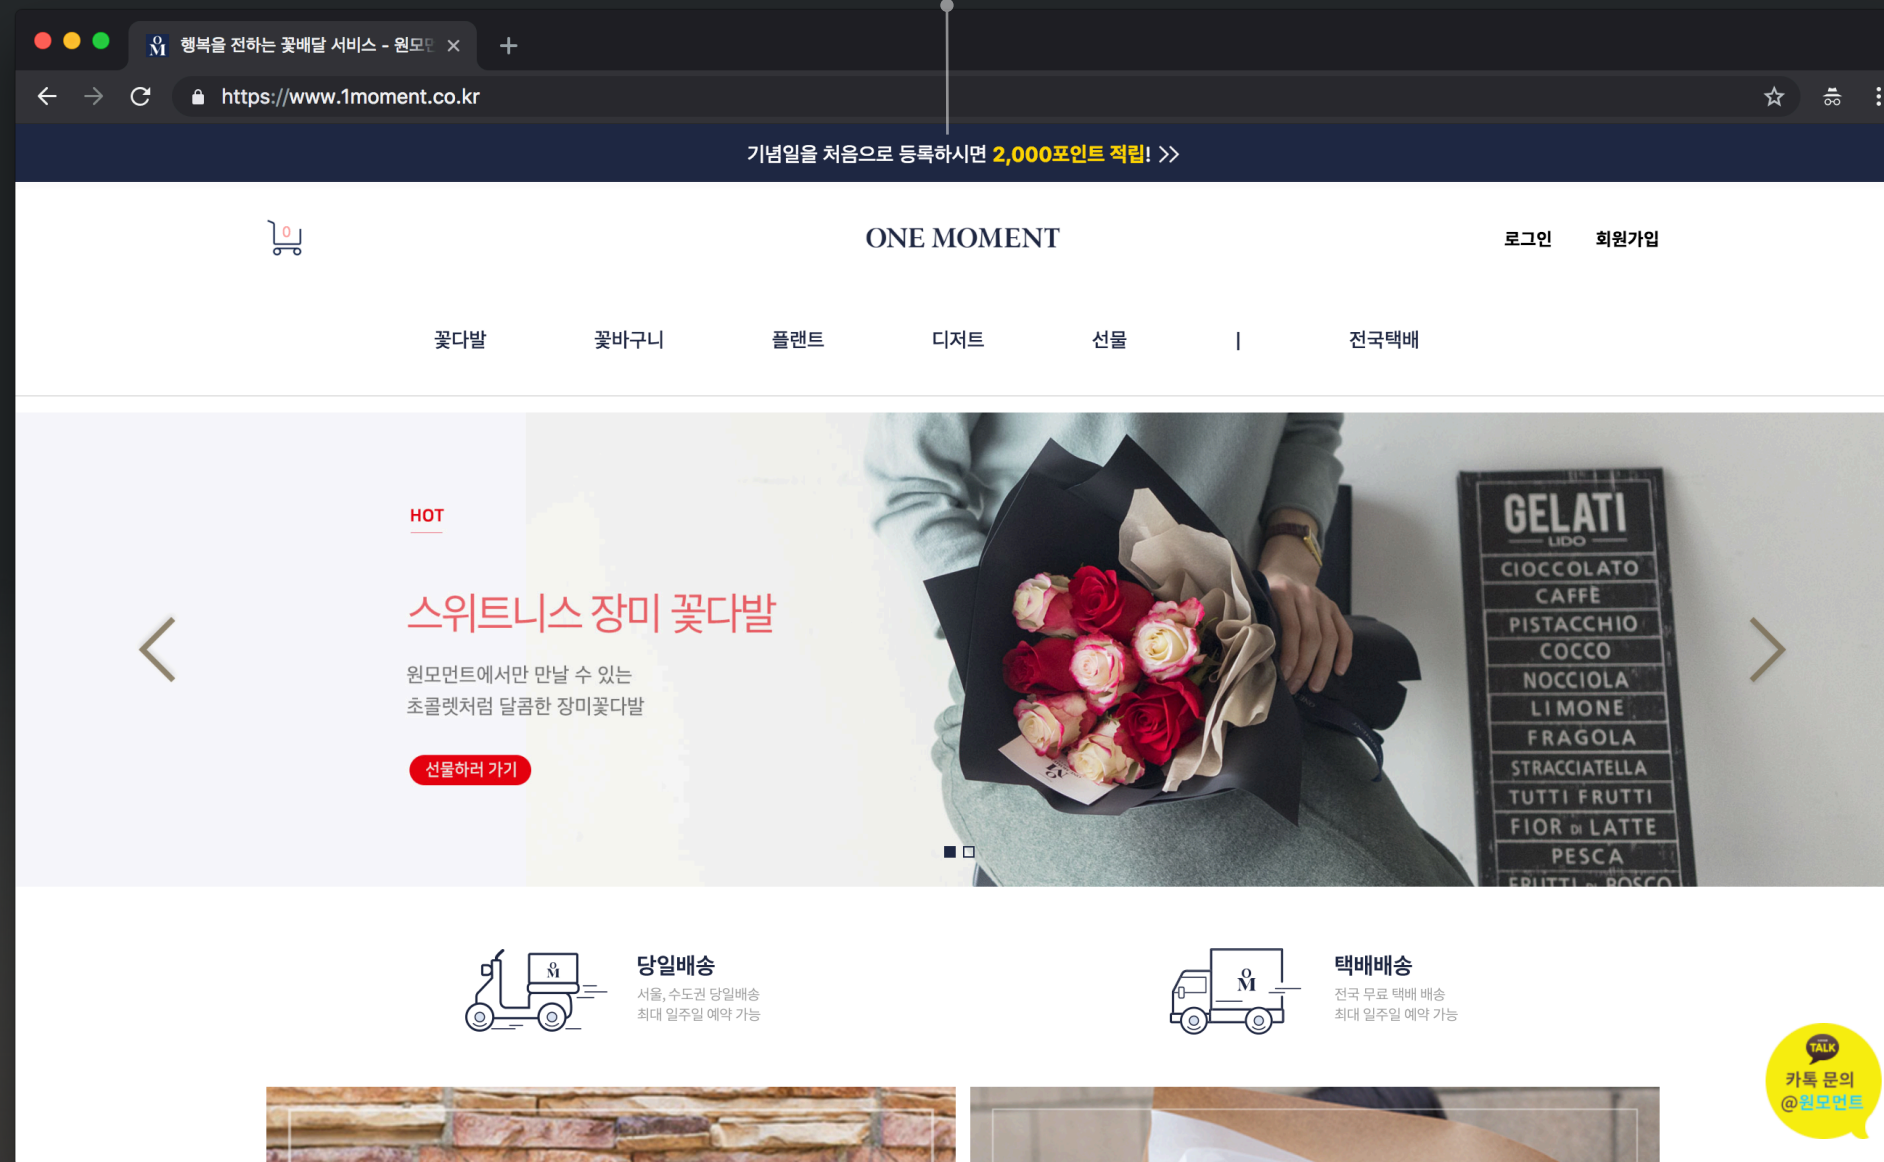 행복을 전하는 꽃배달 서비스 - 원모먼
https://www.1moment.co.kr
기념일을 처음으로 등록하시면 2,000포인트 적립! >>
0
ONE MOMENT
로그인 회원가입
꽃다발 꽃바구니 플랜트 디저트 선물 | 전국택배
HOT
스위트니스 장미 꽃다발
원모먼트에서만 만날 수 있는
초콜렛처럼 달콤한 장미꽃다발
선물하러 가기
GELATI
LIDO
CIOCCOLATO
CAFFÈ
PISTACCHIO
COCCO
NOCCIOLA
LIMONE
FRAGOLA
STRACCIATELLA
TUTTI FRUTTI
FIOR DI LATTE
PESCA
FRUTTI DI BOSCO
OM
당일배송
서울, 수도권 당일배송
최대 일주일 예약 가능
OM
택배배송
전국 무료 택배 배송
최대 일주일 예약 가능
TALK
카톡 문의
@원모먼트